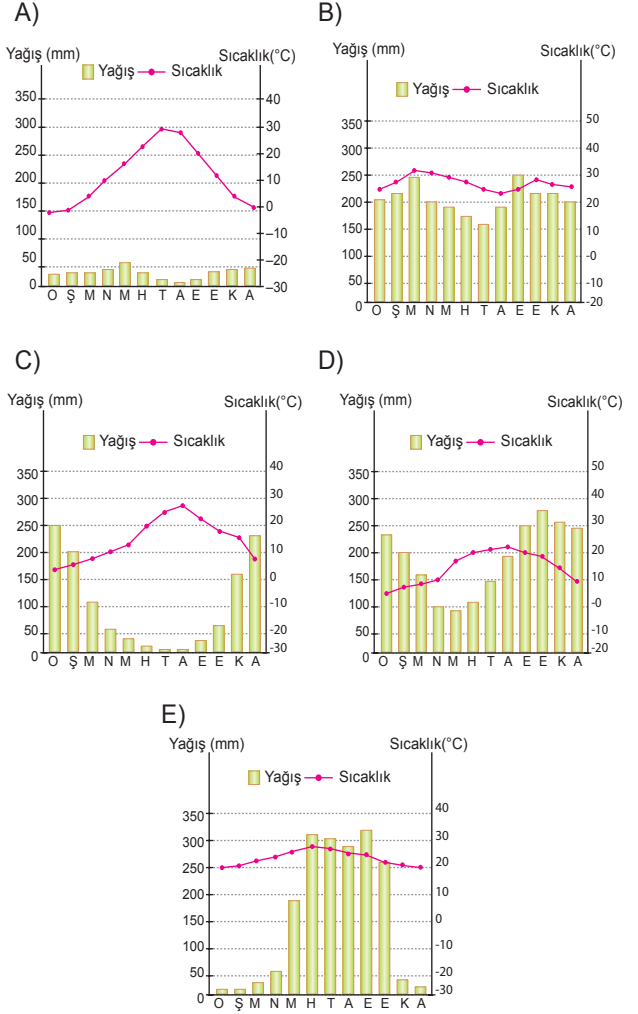 A)
Yağış (mm)
Sıcaklık(°C)
Yağış
Sıcaklık
350
300
250
200
150
100
50
0
40
30
20
10
0
–10
–20
–30
O Ş M N M H T A E E K A
B)
Yağış (mm)
Sıcaklık(°C)
Yağış
Sıcaklık
350
300
250
200
150
100
50
0
50
40
30
20
10
-0
-10
-20
O Ş M N M H T A E E K A
C)
Yağış (mm)
Sıcaklık(°C)
Yağış
Sıcaklık
350
300
250
200
150
100
50
0
40
30
20
10
0
-10
-20
-30
O Ş M N M H T A E E K A
D)
Yağış (mm)
Sıcaklık(°C)
Yağış
Sıcaklık
350
300
250
200
150
100
50
0
50
40
30
20
10
-0
-10
-20
O Ş M N M H T A E E K A
E)
Yağış (mm)
Sıcaklık(°C)
Yağış
Sıcaklık
350
300
250
200
150
100
50
0
40
30
20
10
0
-10
-20
-30
O Ş M N M H T A E E K A